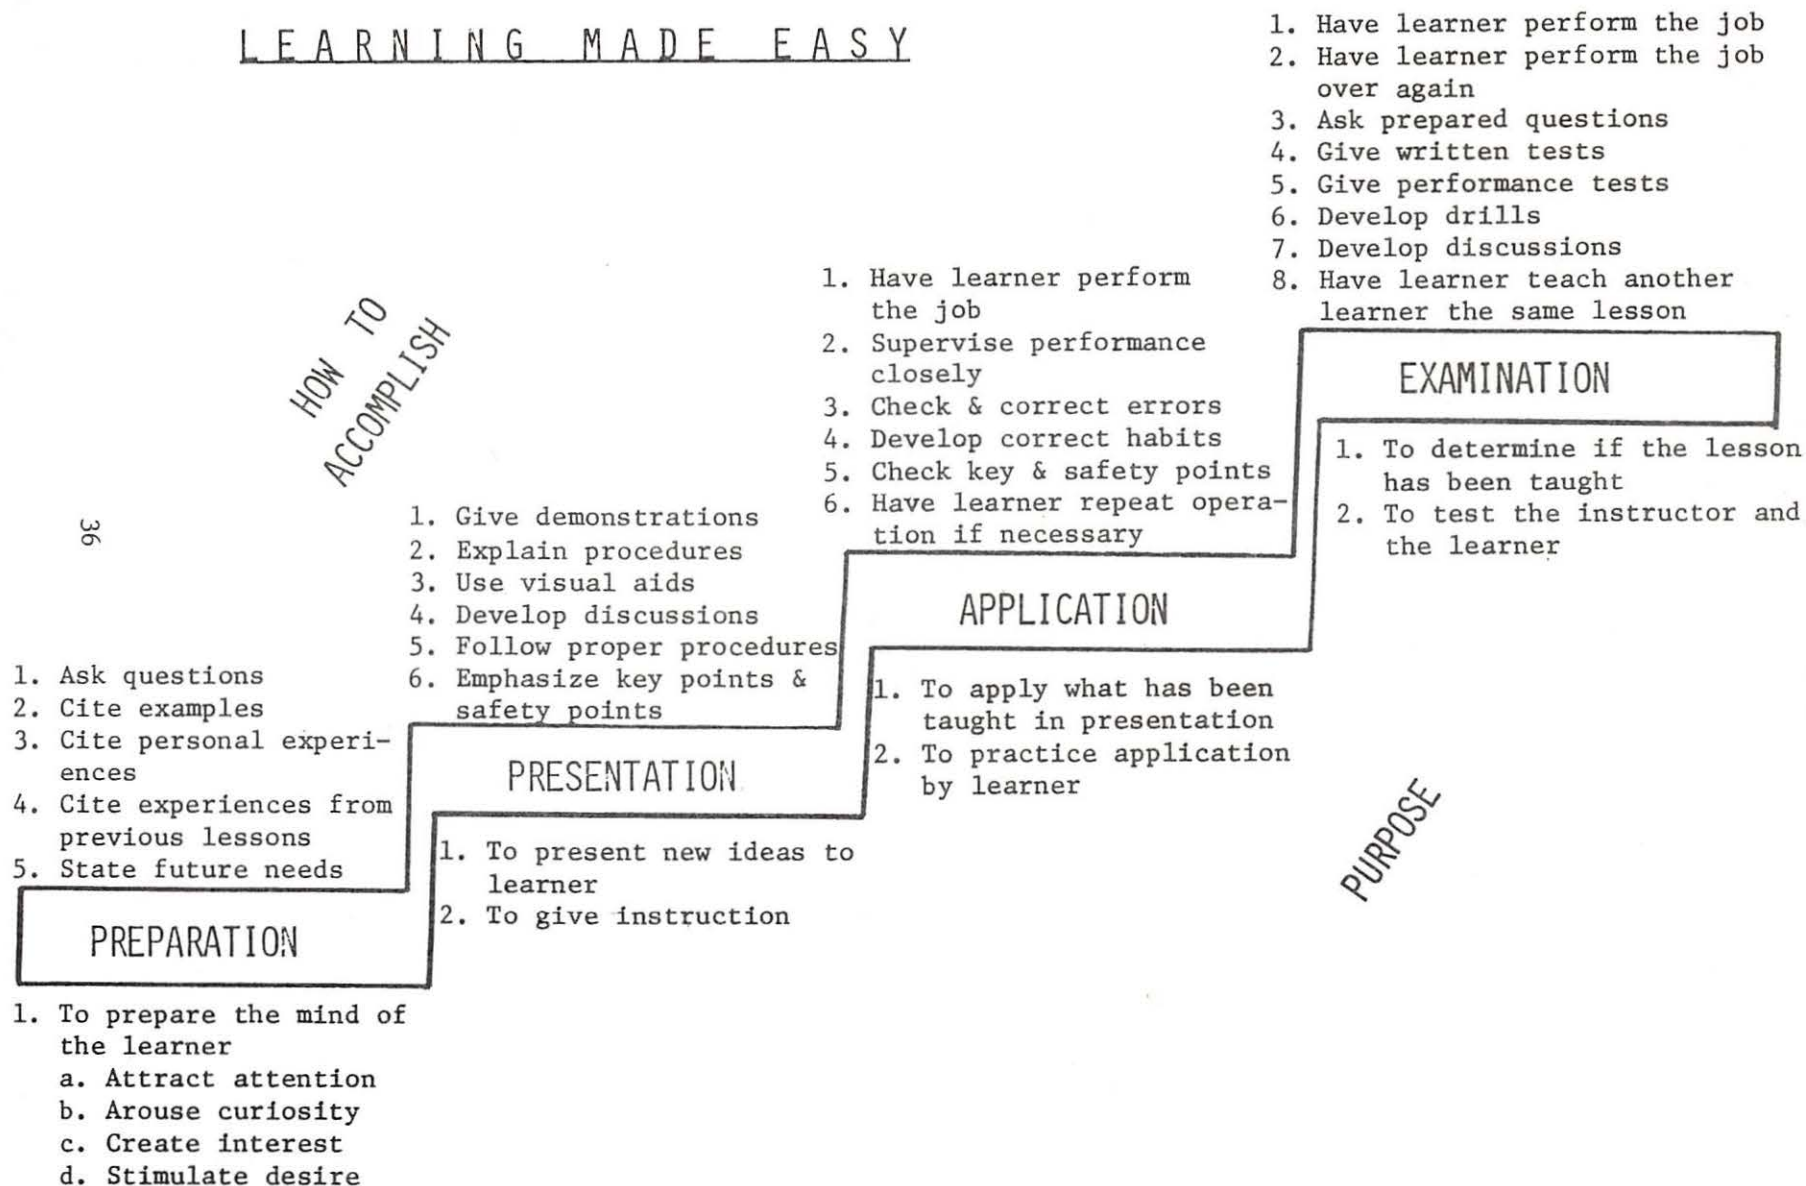 LEARNING MADE EASY
HOW TO
ACCOMPLISH
36
1. Ask questions
2. Cite examples
3. Cite personal experi-
ences
4. Cite experiences from
previous lessons
5. State future needs
PREPARATION
1. To prepare the mind of
the learner
a. Attract attention
b. Arouse curiosity
c. Create interest
d. Stimulate desire
1. Give demonstrations
2. Explain procedures
3. Use visual aids
4. Develop discussions
5. Follow proper procedures
6. Emphasize key points &
safety points
PRESENTATION
1. To present new ideas to
learner
2. To give instruction
1. Have learner perform
the job
2. Supervise performance
closely
3. Check & correct errors
4. Develop correct habits
5. Check key & safety points
6. Have learner repeat opera-
tion if necessary
APPLICATION
1. To apply what has been
taught in presentation
2. To practice application
by learner
1. Have learner perform the job
2. Have learner perform the job
over again
3. Ask prepared questions
4. Give written tests
5. Give performance tests
6. Develop drills
7. Develop discussions
8. Have learner teach another
learner the same lesson
EXAMINATION
1. To determine if the lesson
has been taught
2. To test the instructor and
the learner
PURPOSE